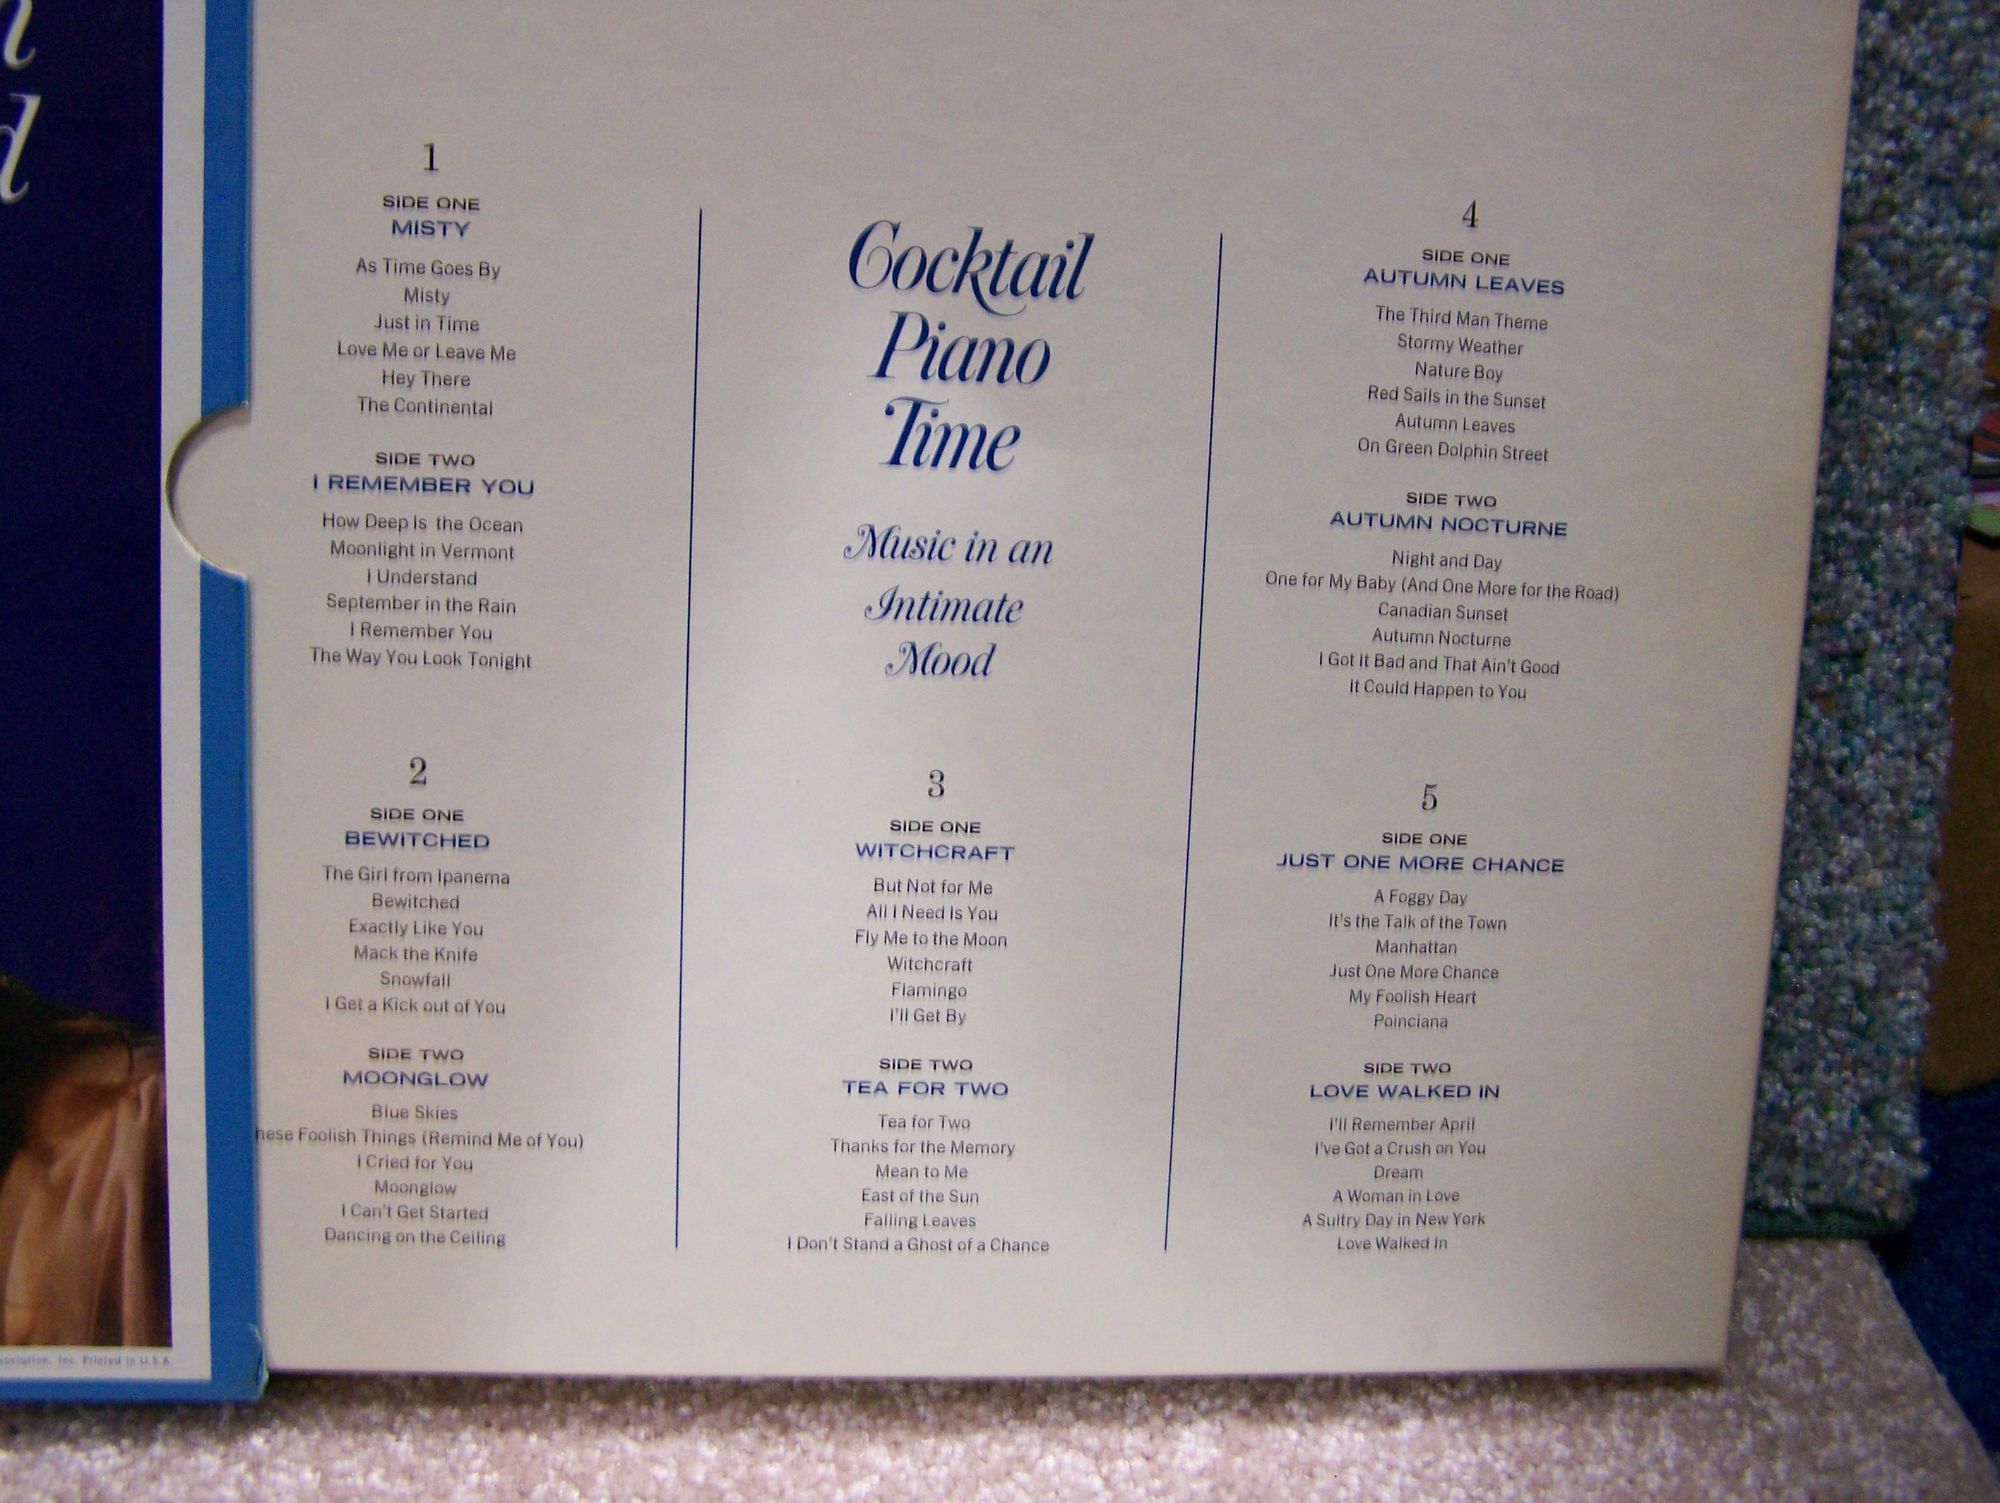 1
SIDE ONE
MISTY
As Time Goes By
Misty
Just in Time
Love Me or Leave Me
Hey There
The Continental
SIDE TWO
I REMEMBER YOU
How Deep Is the Ocean
Moonlight in Vermont
I Understand
September in the Rain
I Remember You
The Way You Look Tonight
2
SIDE ONE
BEWITCHED
The Girl from Ipanema
Bewitched
Exactly Like You
Mack the Knife
Snowfall
I Get a Kick out of You
SIDE TWO
MOONGLOW
Blue Skies
hese Foolish Things (Remind Me of You)
I Cried for You
Moonglow
I Can't Get Started
Dancing on the Ceiling
Cocktail
Piano
Time
Music in an
Intimate
Mood
3
SIDE ONE
WITCHCRAFT
But Not for Me
All I Need Is You
Fly Me to the Moon
Witchcraft
Flamingo
I'll Get By
SIDE TWO
TEA FOR TWO
Tea for Two
Thanks for the Memory
Mean to Me
East of the Sun
Falling Leaves
I Don't Stand a Ghost of a Chance
4
SIDE ONE
AUTUMN LEAVES
The Third Man Theme
Stormy Weather
Nature Boy
Red Sails in the Sunset
Autumn Leaves
On Green Dolphin Street
SIDE TWO
AUTUMN NOCTURNE
Night and Day
One for My Baby (And One More for the Road)
Canadian Sunset
Autumn Nocturne
I Got It Bad and That Ain't Good
It Could Happen to You
5
SIDE ONE
JUST ONE MORE CHANCE
A Foggy Day
It's the Talk of the Town
Manhattan
Just One More Chance
My Foolish Heart
Poinciana
SIDE TWO
LOVE WALKED IN
I'll Remember April
I've Got a Crush on You
Dream
A Woman in Love
A Sultry Day in New York
Love Walked In
Inc. Printed in U.S.A.